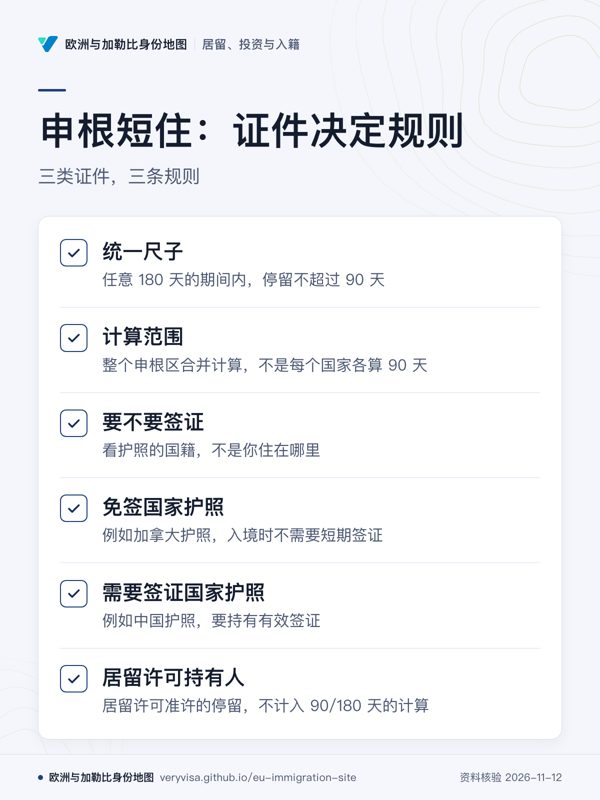 欧洲与加勒比身份地图 居留、投资与入籍
申根短住：证件决定规则
三类证件，三条规则
统一尺子
任意 180 天的期间内，停留不超过 90 天
计算范围
整个申根区合并计算，不是每个国家各算 90 天
要不要签证
看护照的国籍，不是你住在哪里
免签国家护照
例如加拿大护照，入境时不需要短期签证
需要签证国家护照
例如中国护照，要持有有效签证
居留许可持有人
居留许可准许的停留，不计入 90/180 天的计算
欧洲与加勒比身份地图 veryvisa.github.io/eu-immigration-site 资料核验 2026-11-12